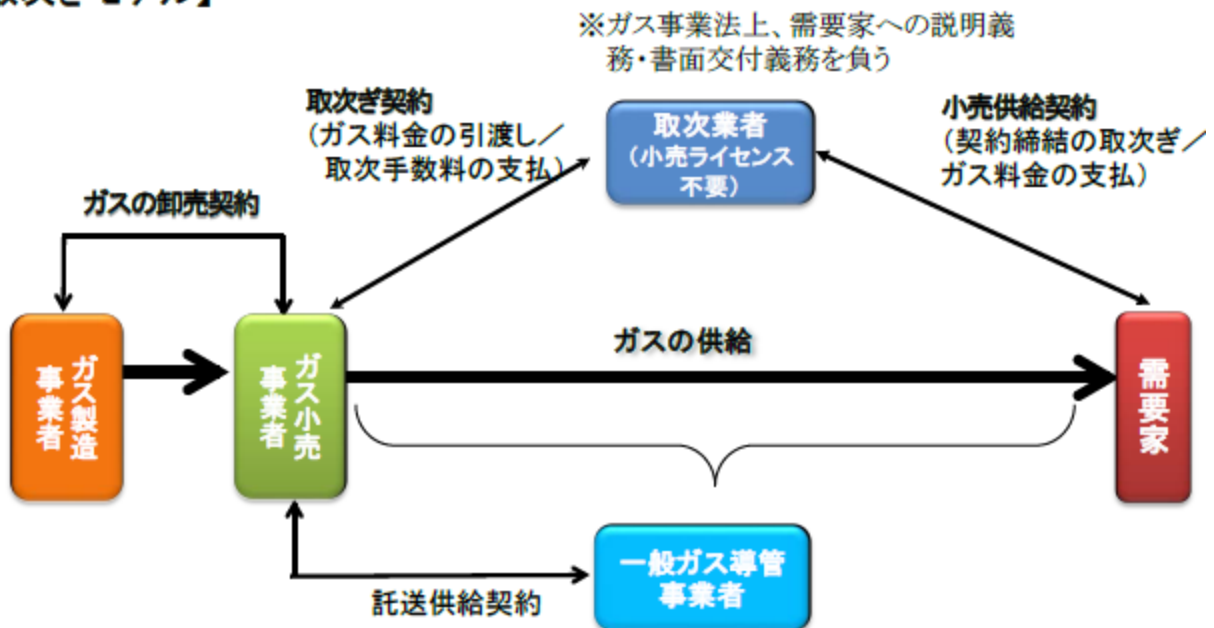 ※ガス事業法上、需要家への説明義
務・書面交付義務を負う
取次ぎ契約
（ガス料金の引渡し／
取次手数料の支払）
取次業者
（小売ライセンス
不要）
小売供給契約
（契約締結の取次ぎ／
ガス料金の支払）
ガスの卸売契約
ガス製造
事業者
ガス小売
事業者
ガスの供給
需要家
一般ガス導管
事業者
託送供給契約